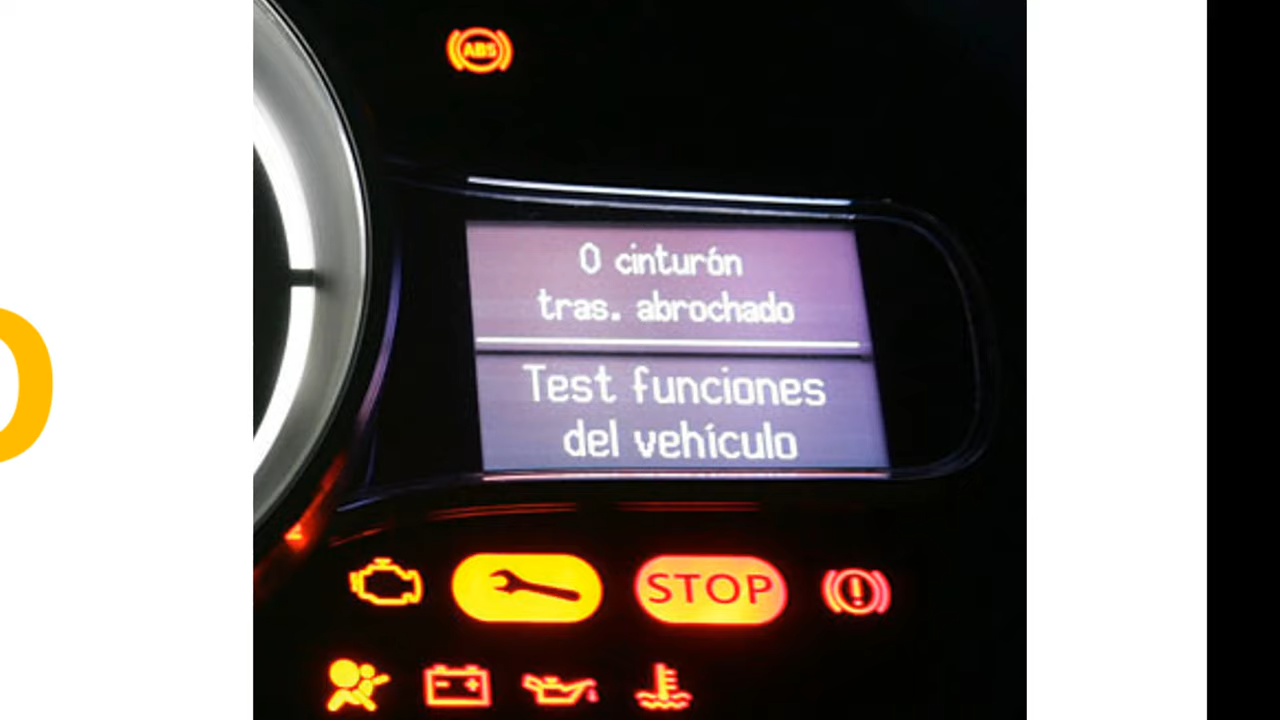 ABS
0 cinturón
tras. abrochado
Test funciones
del vehículo
STOP